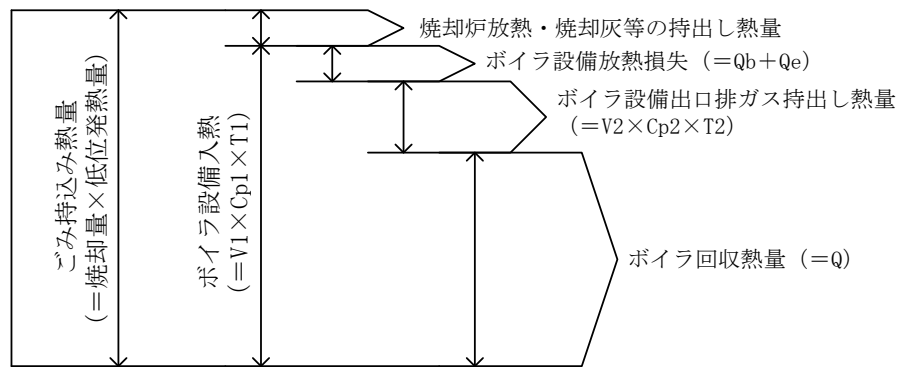 焼却炉放熱・焼却灰等の持出し熱量
ボイラ設備放熱損失（＝Qb＋Qe）
ボイラ設備出口排ガス持出し熱量
（＝V2×Cp2×T2）
ごみ持込み熱量
（＝焼却量×低位発熱量）
ボイラ設備入熱
（＝V1×Cp1×T1）
ボイラ回収熱量（＝Q）